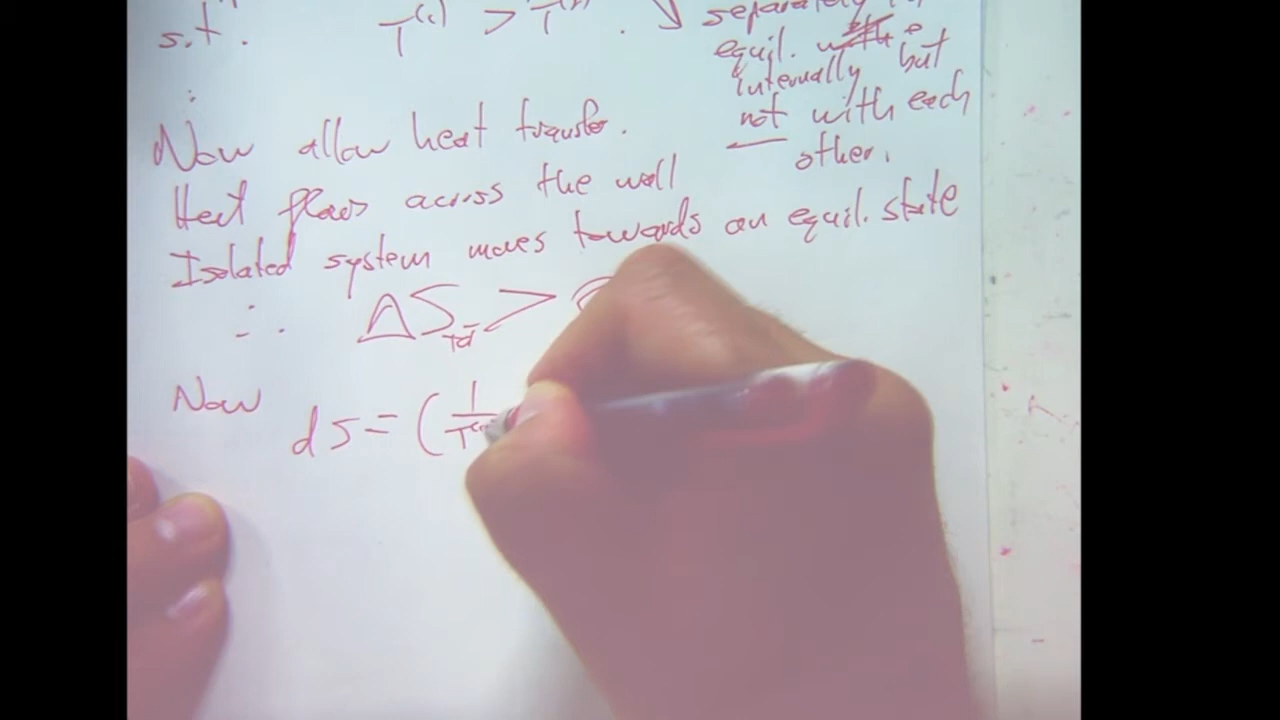 s.t.
T⁽¹⁾ > T⁽²⁾.
separately
equil.
internally but
not with each
other.
Now allow heat transfer.
Heat flows across the wall
Isolated system moves towards an equil. state
∴ ΔS_Tot >
Now dS = ( 1/T